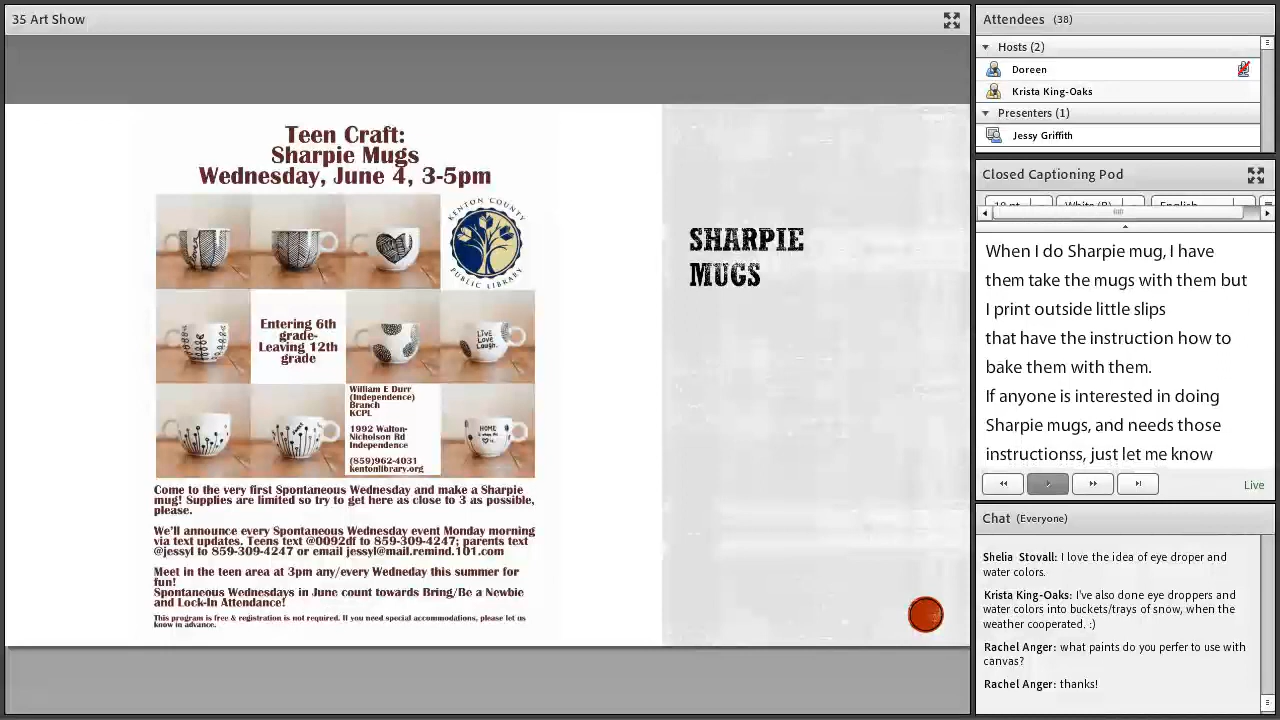 35 Art Show
Teen Craft:
Sharpie Mugs
Wednesday, June 4, 3-5pm
KENTON COUNTY
PUBLIC LIBRARY
Entering 6th
grade-
Leaving 12th
grade
LIVE
Love
Laugh.
William E Durr
(Independence)
Branch
KCPL
1992 Walton-
Nicholson Rd
Independence
(859)962-4031
kentonlibrary.org
HOME
Come to the very first Spontaneous Wednesday and make a Sharpie
mug! Supplies are limited so try to get here as close to 3 as possible,
please.
We'll announce every Spontaneous Wednesday event Monday morning
via text updates. Teens text @0092df to 859-309-4247; parents text
@jessyl to 859-309-4247 or email jessyl@mail.remind.101.com
Meet in the teen area at 3pm any/every Wedneday this summer for
fun!
Spontaneous Wednesdays in June count towards Bring/Be a Newbie
and Lock-In Attendance!
This program is free & registration is not required. If you need special accommodations, please let us
know in advance.
SHARPIE
MUGS
Attendees (38)
Hosts (2)
Doreen
Krista King-Oaks
Presenters (1)
Jessy Griffith
Closed Captioning Pod
When I do Sharpie mug, I have
them take the mugs with them but
I print outside little slips
that have the instruction how to
bake them with them.
If anyone is interested in doing
Sharpie mugs, and needs those
instructionss, just let me know
Live
Chat (Everyone)
Shelia Stovall: I love the idea of eye droper and
water colors.
Krista King-Oaks: I've also done eye droppers and
water colors into buckets/trays of snow, when the
weather cooperated. :)
Rachel Anger: what paints do you perfer to use with
canvas?
Rachel Anger: thanks!